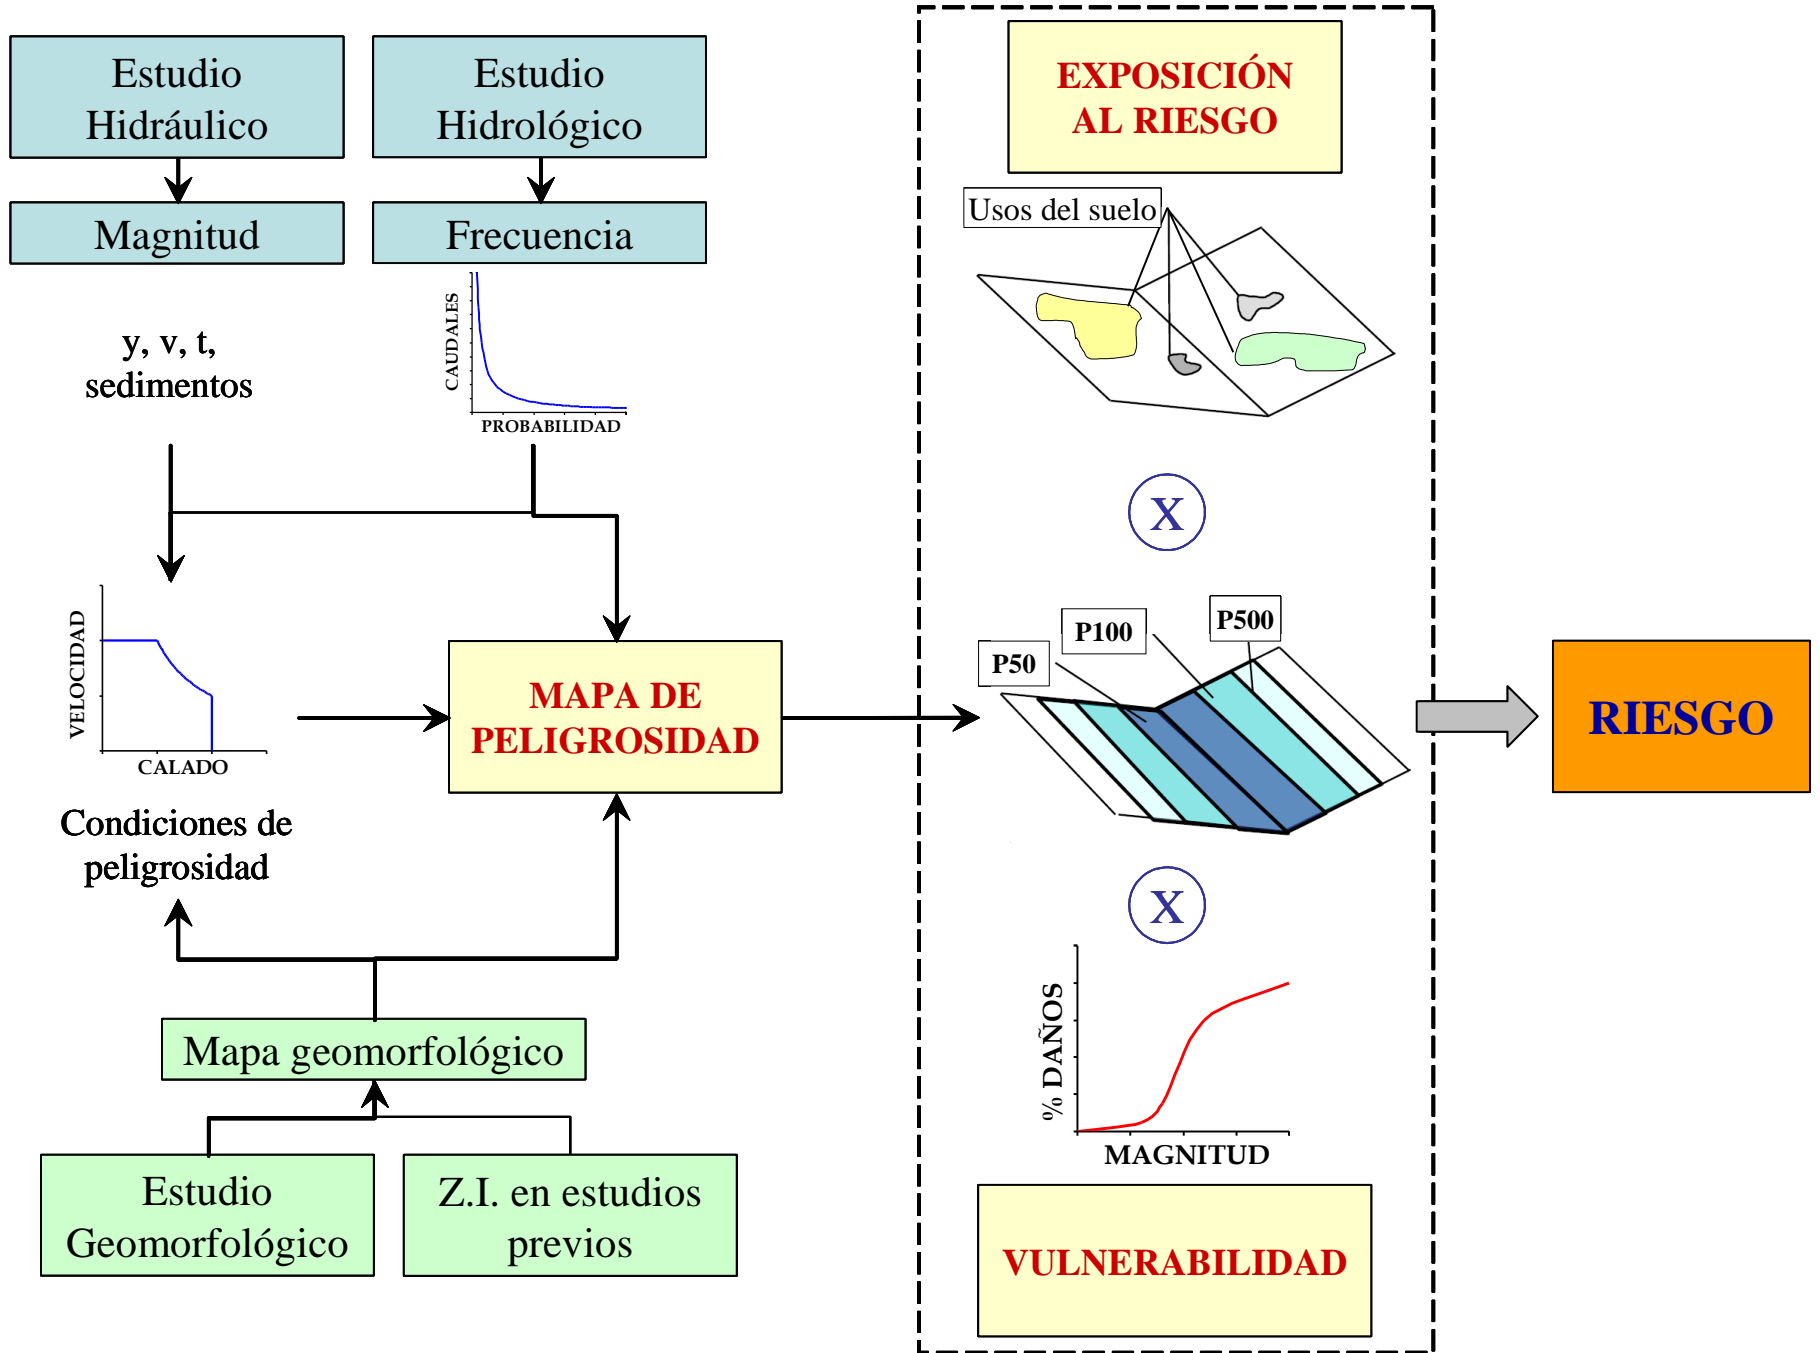 Estudio
Hidráulico
Estudio
Hidrológico
Magnitud
Frecuencia
y, v, t,
sedimentos
CAUDALES
PROBABILIDAD
VELOCIDAD
CALADO
Condiciones de
peligrosidad
MAPA DE
PELIGROSIDAD
Mapa geomorfológico
Estudio
Geomorfológico
Z.I. en estudios
previos
EXPOSICIÓN
AL RIESGO
Usos del suelo
X
P50
P100
P500
X
% DAÑOS
MAGNITUD
VULNERABILIDAD
RIESGO